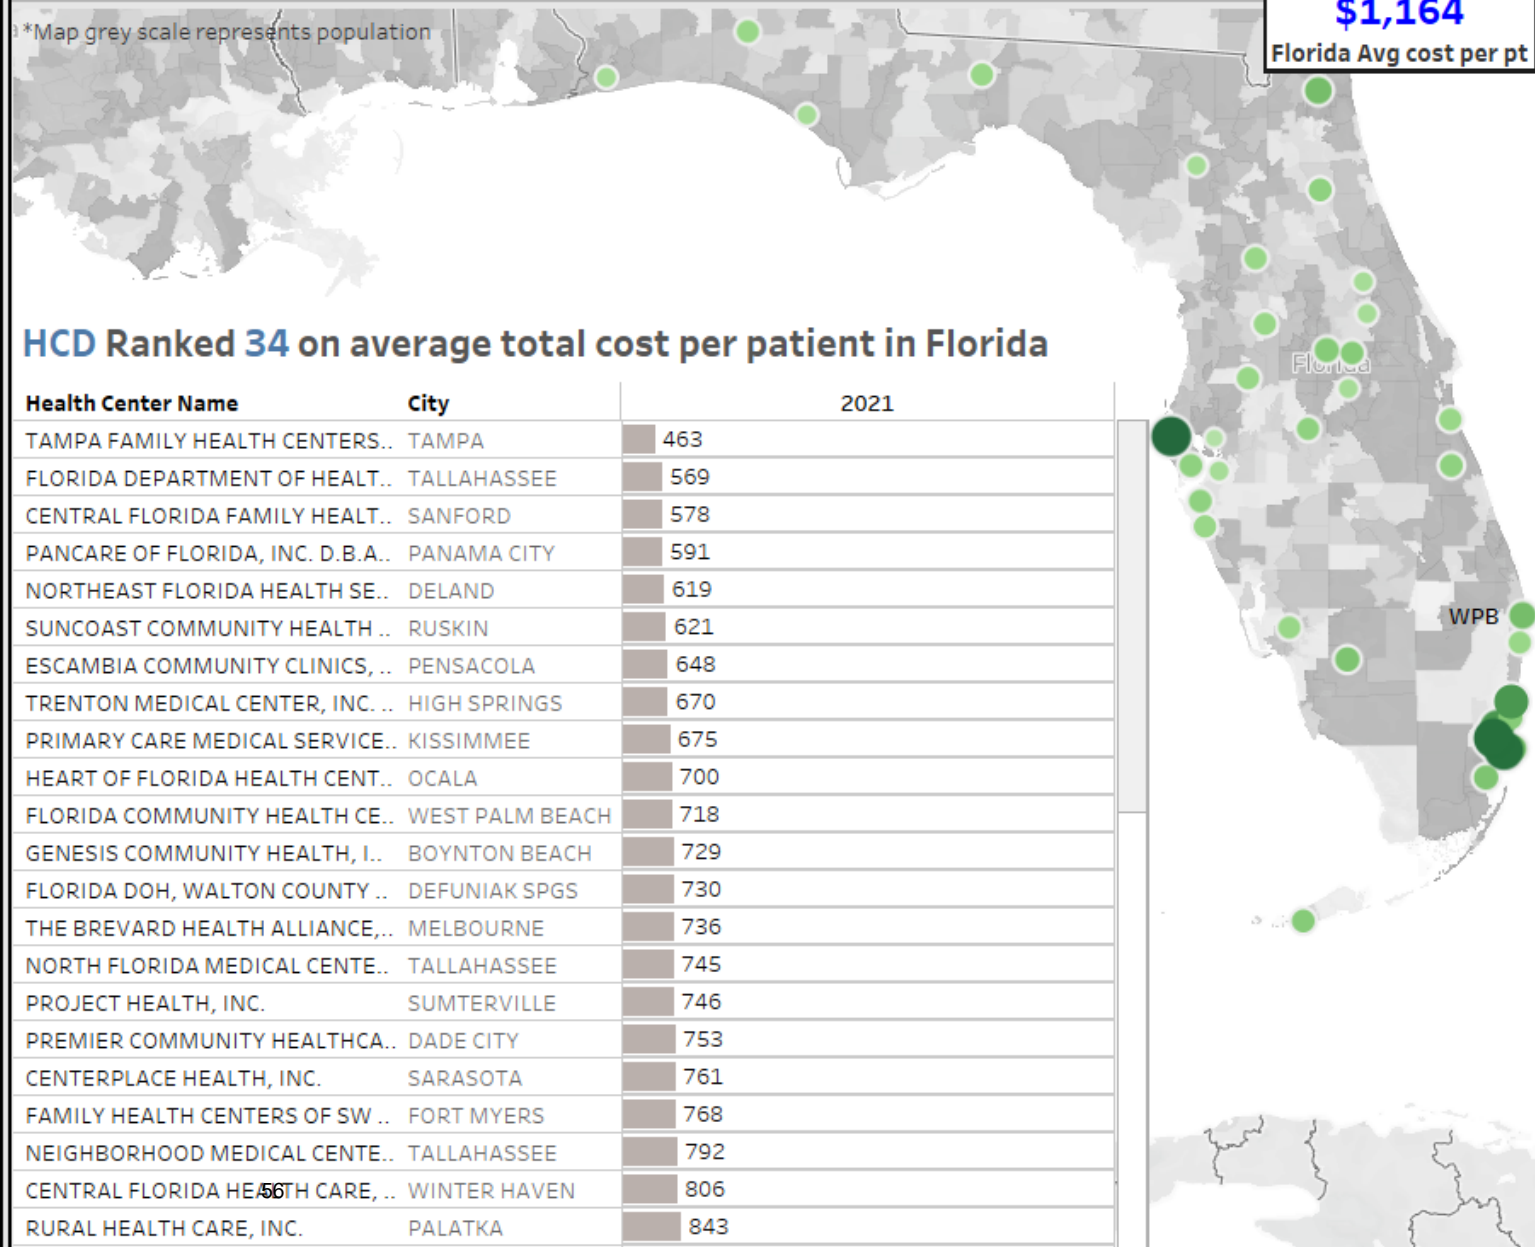 *Map grey scale represents population
$1,164
Florida Avg cost per pt
Florida
WPB
HCD Ranked 34 on average total cost per patient in Florida
Health Center Name City 2021
TAMPA FAMILY HEALTH CENTERS.. TAMPA 463
FLORIDA DEPARTMENT OF HEALT.. TALLAHASSEE 569
CENTRAL FLORIDA FAMILY HEALT.. SANFORD 578
PANCARE OF FLORIDA, INC. D.B.A.. PANAMA CITY 591
NORTHEAST FLORIDA HEALTH SE.. DELAND 619
SUNCOAST COMMUNITY HEALTH .. RUSKIN 621
ESCAMBIA COMMUNITY CLINICS, .. PENSACOLA 648
TRENTON MEDICAL CENTER, INC. .. HIGH SPRINGS 670
PRIMARY CARE MEDICAL SERVICE.. KISSIMMEE 675
HEART OF FLORIDA HEALTH CENT.. OCALA 700
FLORIDA COMMUNITY HEALTH CE.. WEST PALM BEACH 718
GENESIS COMMUNITY HEALTH, I.. BOYNTON BEACH 729
FLORIDA DOH, WALTON COUNTY .. DEFUNIAK SPGS 730
THE BREVARD HEALTH ALLIANCE,.. MELBOURNE 736
NORTH FLORIDA MEDICAL CENTE.. TALLAHASSEE 745
PROJECT HEALTH, INC. SUMTERVILLE 746
PREMIER COMMUNITY HEALTHCA.. DADE CITY 753
CENTERPLACE HEALTH, INC. SARASOTA 761
FAMILY HEALTH CENTERS OF SW .. FORT MYERS 768
NEIGHBORHOOD MEDICAL CENTE.. TALLAHASSEE 792
CENTRAL FLORIDA HEALTH CARE, .. WINTER HAVEN 806
56
RURAL HEALTH CARE, INC. PALATKA 843